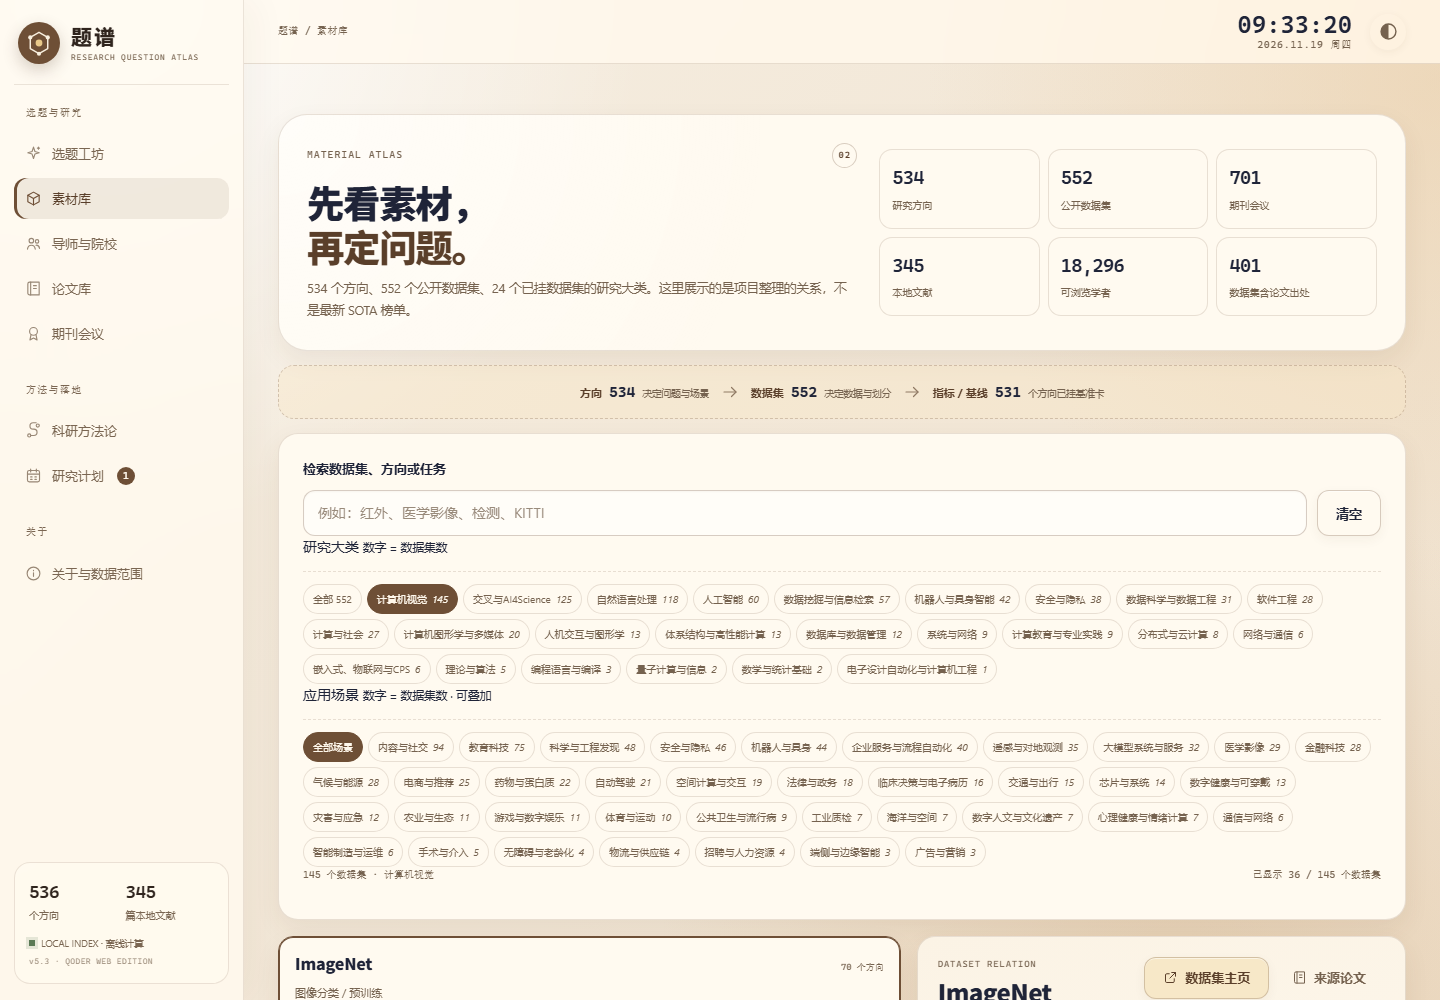 题谱
RESEARCH QUESTION ATLAS
选题与研究
选题工坊
素材库
导师与院校
论文库
期刊会议
方法与落地
科研方法论
研究计划 1
关于
关于与数据范围
536 345
个方向 篇本地文献
LOCAL INDEX · 离线计算
v5.3 · QODER WEB EDITION
题谱 / 素材库
09:33:20
2026.11.19 周四
MATERIAL ATLAS 02
先看素材，
再定问题。
534 个方向、552 个公开数据集、24 个已挂数据集的研究大类。这里展示的是项目整理的关系，不
是最新 SOTA 榜单。
534 552 701
研究方向 公开数据集 期刊会议
345 18,296 401
本地文献 可浏览学者 数据集含论文出处
方向 534 决定问题与场景 → 数据集 552 决定数据与划分 → 指标 / 基线 531 个方向已挂基准卡
检索数据集、方向或任务
例如：红外、医学影像、检测、KITTI 清空
研究大类 数字 = 数据集数
全部 552 计算机视觉 145 交叉与AI4Science 125 自然语言处理 118 人工智能 60 数据挖掘与信息检索 57 机器人与具身智能 42 安全与隐私 38 数据科学与数据工程 31 软件工程 28
计算与社会 27 计算机图形学与多媒体 20 人机交互与图形学 13 体系结构与高性能计算 13 数据库与数据管理 12 系统与网络 9 计算教育与专业实践 9 分布式与云计算 8 网络与通信 6
嵌入式、物联网与CPS 6 理论与算法 5 编程语言与编译 3 量子计算与信息 2 数学与统计基础 2 电子设计自动化与计算机工程 1
应用场景 数字 = 数据集数 · 可叠加
全部场景 内容与社交 94 教育科技 75 科学与工程发现 48 安全与隐私 46 机器人与具身 44 企业服务与流程自动化 40 遥感与对地观测 35 大模型系统与服务 32 医学影像 29 金融科技 28
气候与能源 28 电商与推荐 25 药物与蛋白质 22 自动驾驶 21 空间计算与交互 19 法律与政务 18 临床决策与电子病历 16 交通与出行 15 芯片与系统 14 数字健康与可穿戴 13
灾害与应急 12 农业与生态 11 游戏与数字娱乐 11 体育与运动 10 公共卫生与流行病 9 工业质检 7 海洋与空间 7 数字人文与文化遗产 7 心理健康与情绪计算 7 通信与网络 6
智能制造与运维 6 手术与介入 5 无障碍与老龄化 4 物流与供应链 4 招聘与人力资源 4 端侧与边缘智能 3 广告与营销 3
145 个数据集 · 计算机视觉 已显示 36 / 145 个数据集
ImageNet 70 个方向
图像分类 / 预训练
DATASET RELATION
ImageNet
数据集主页 来源论文